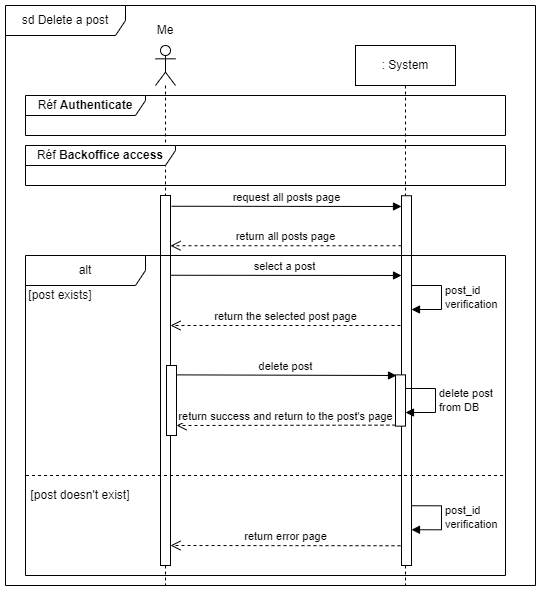 sd Delete a post
Me
: System
Réf Authenticate
Réf Backoffice access
request all posts page
return all posts page
alt
select a post
[post exists]
post_id
verification
return the selected post page
delete post
delete post
from DB
return success and return to the post's page
[post doesn't exist]
post_id
verification
return error page